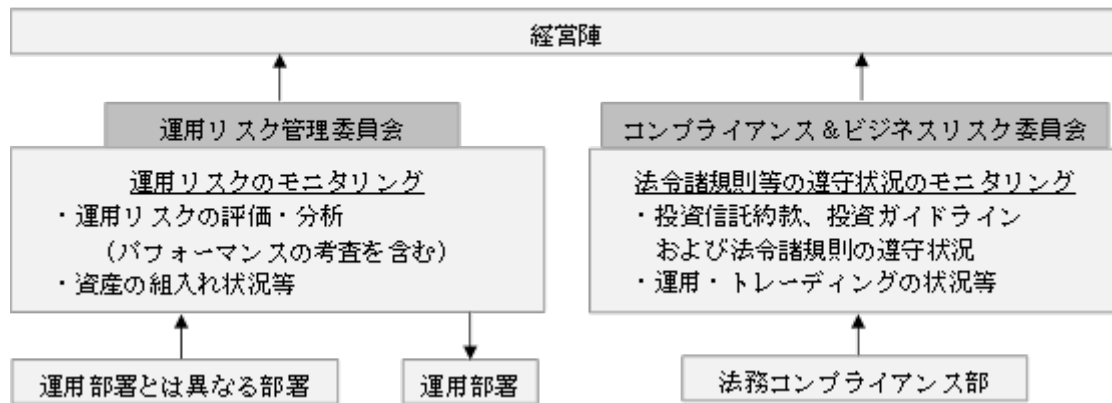 経営陣
運用リスク管理委員会
運用リスクのモニタリング
・運用リスクの評価・分析
（パフォーマンスの考査を含む）
・資産の組入れ状況等
運用部署とは異なる部署
運用部署
コンプライアンス＆ビジネスリスク委員会
法令諸規則等の遵守状況のモニタリング
・投資信託約款、投資ガイドライン
および法令諸規則の遵守状況
・運用・トレーディングの状況等
法務コンプライアンス部